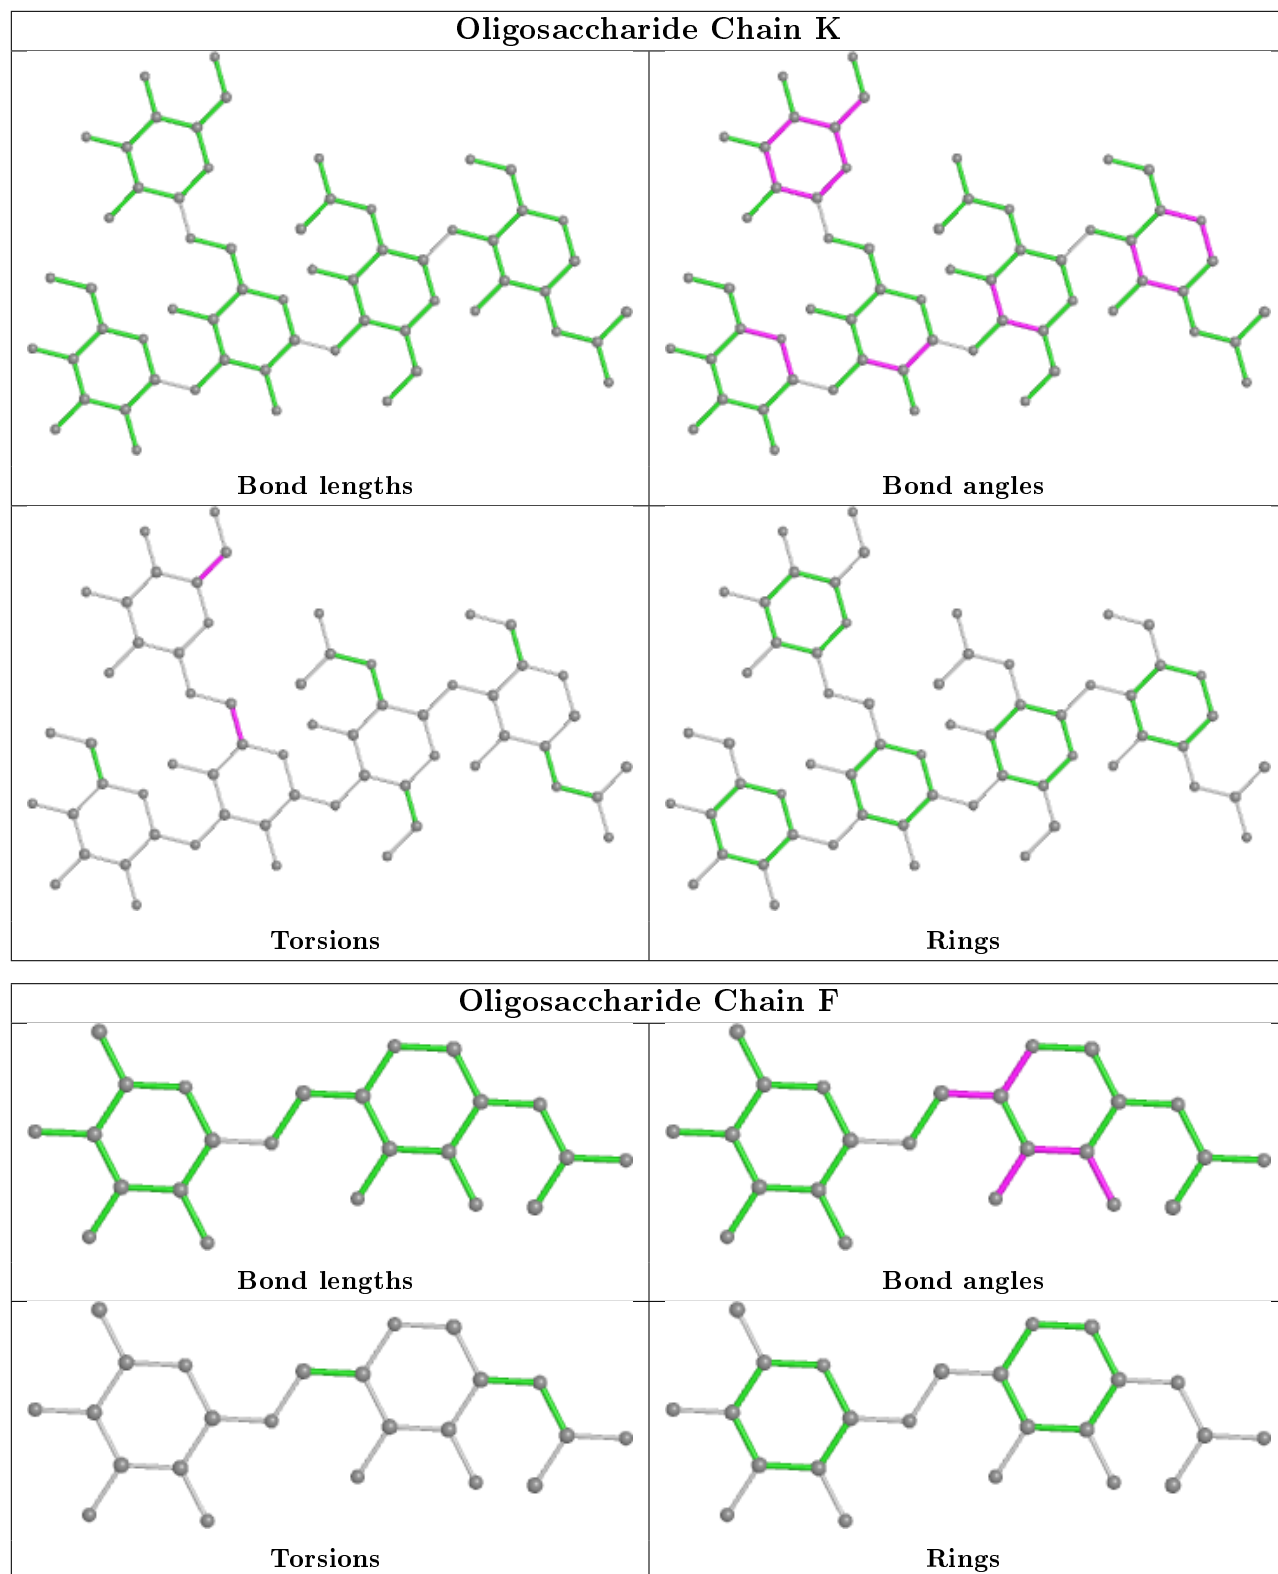 Oligosaccharide Chain K
Bond lengths
Bond angles
Torsions
Rings
Oligosaccharide Chain F
Bond lengths
Bond angles
Torsions
Rings